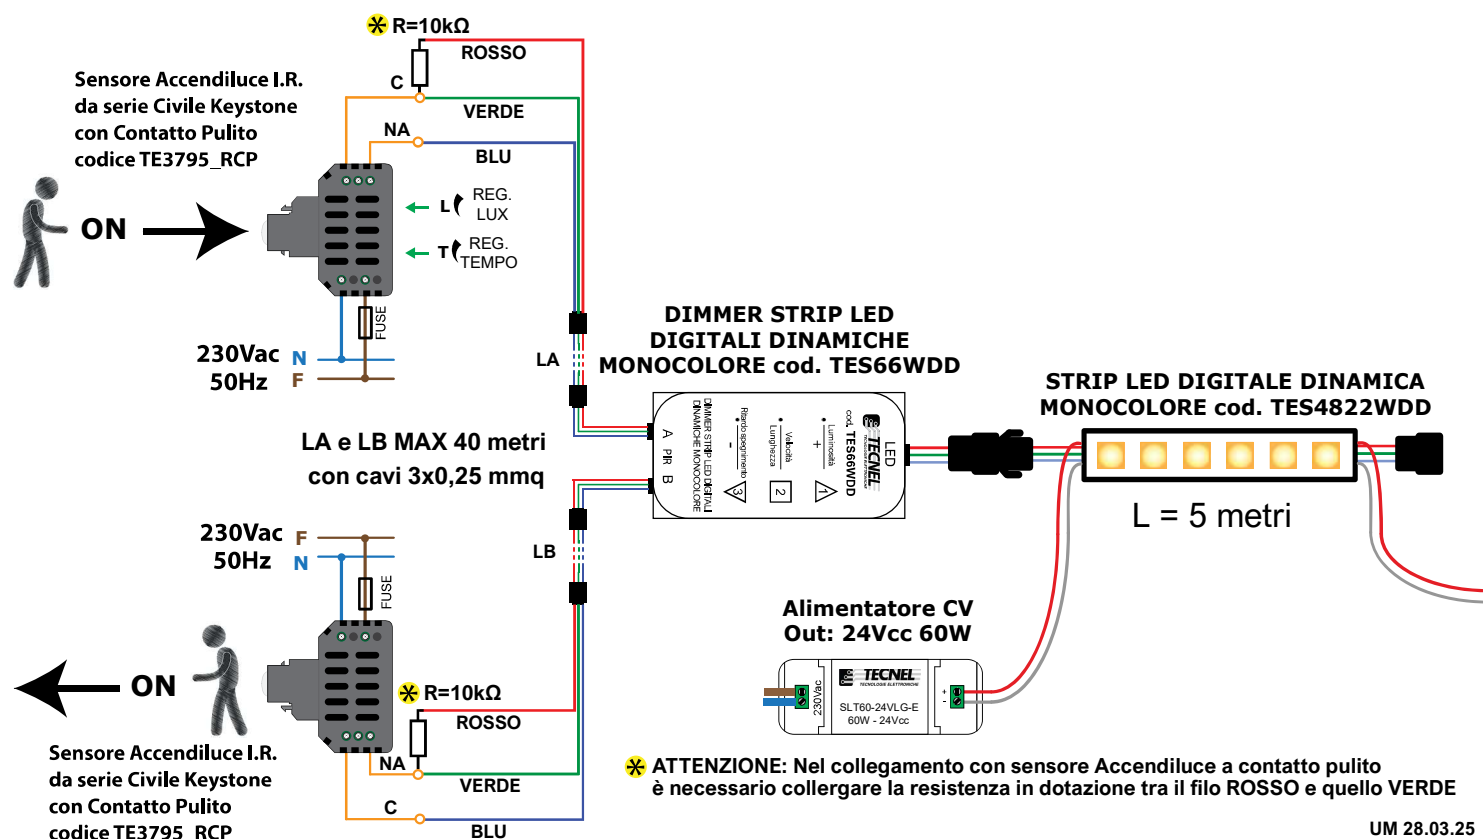 R=10kΩ
ROSSO
C
VERDE
NA
BLU
Sensore Accendiluce I.R.
da serie Civile Keystone
con Contatto Pulito
codice TE3795_RCP
ON
L REG. LUX
T REG. TEMPO
FUSE
230Vac N
50Hz F
LA
LA e LB MAX 40 metri
con cavi 3x0,25 mmq
DIMMER STRIP LED
DIGITALI DINAMICHE
MONOCOLORE cod. TES66WDD
A PIR B
DIMMER STRIP LED DIGITALI
DINAMICHE MONOCOLORE
Ritardo spegnimento
-
3
Velocità
Lunghezza
2
Luminosità
+
1
cod. TES66WDD
TECNEL
TECNOLOGIE ELETTRONICHE
LED
STRIP LED DIGITALE DINAMICA
MONOCOLORE cod. TES4822WDD
L = 5 metri
230Vac F
50Hz N
FUSE
LB
ON
R=10kΩ
ROSSO
NA
VERDE
C
BLU
Sensore Accendiluce I.R.
da serie Civile Keystone
con Contatto Pulito
codice TE3795_RCP
Alimentatore CV
Out: 24Vcc 60W
230Vac
TECNEL
TECNOLOGIE ELETTRONICHE
SLT60-24VLG-E
60W - 24Vcc
+
-
ATTENZIONE: Nel collegamento con sensore Accendiluce a contatto pulito
è necessario collergare la resistenza in dotazione tra il filo ROSSO e quello VERDE
UM 28.03.25